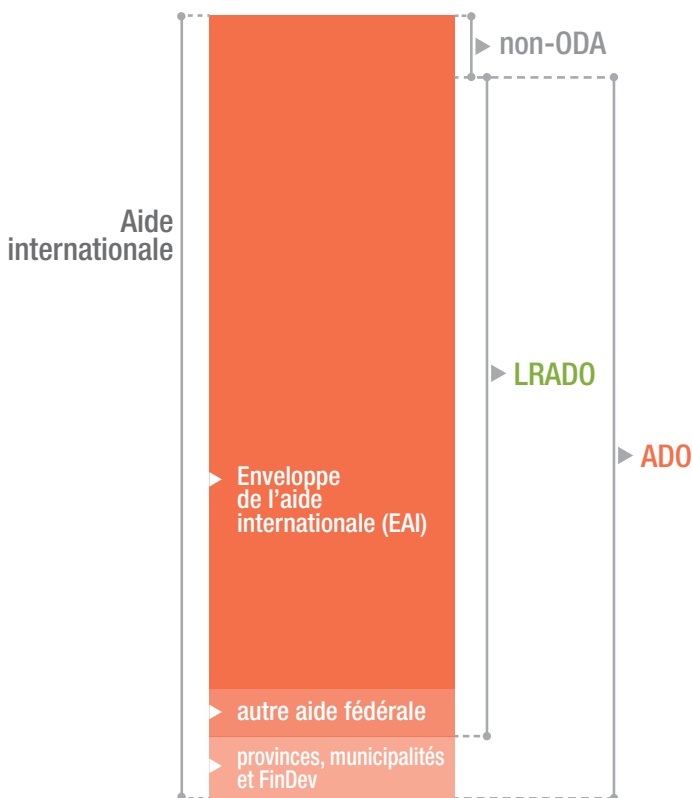 non-ODA
Aide
internationale
LRADO
ADO
Enveloppe
de l'aide
internationale (EAI)
autre aide fédérale
provinces, municipalités
et FinDev